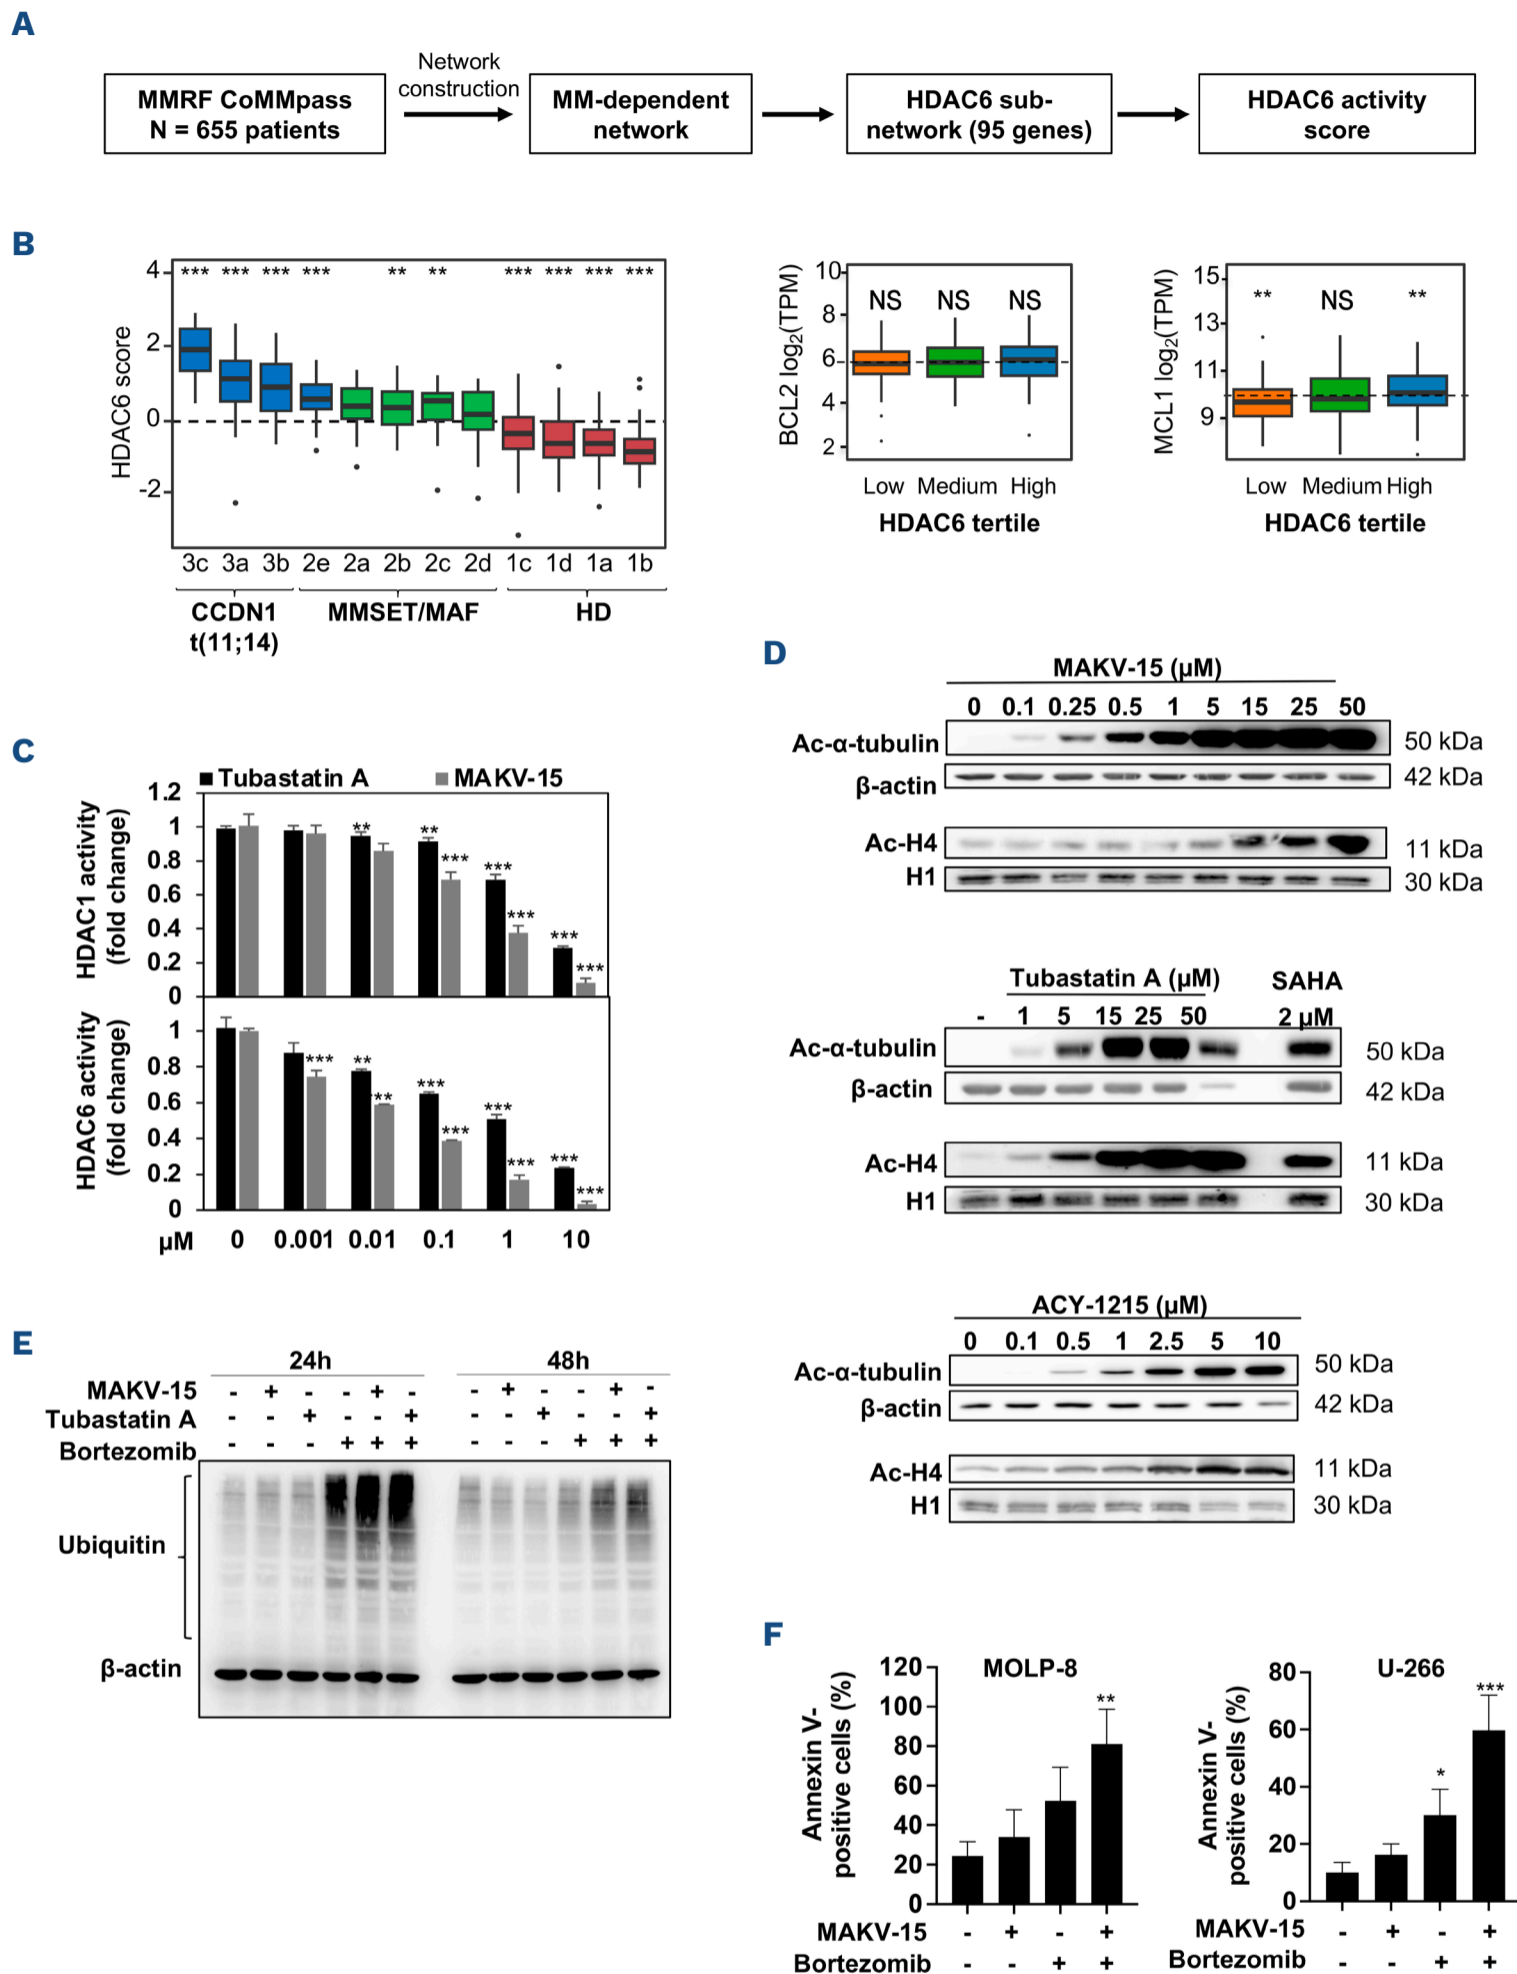 A
MMRF CoMMpass
N = 655 patients
Network
construction
MM-dependent
network
HDAC6 sub-
network (95 genes)
HDAC6 activity
score
B
HDAC6 score
4
2
0
-2
*** *** *** *** ** ** *** *** *** ***
3c 3a 3b 2e 2a 2b 2c 2d 1c 1d 1a 1b
CCDN1
t(11;14)
MMSET/MAF
HD
BCL2 log2(TPM)
10
8
6
4
2
NS NS NS
Low Medium High
HDAC6 tertile
MCL1 log2(TPM)
15
13
11
9
** NS **
Low Medium High
HDAC6 tertile
C
Tubastatin A MAKV-15
HDAC1 activity
(fold change)
1.2
1
0.8
0.6
0.4
0.2
0
** ** *** *** *** *** ***
HDAC6 activity
(fold change)
1
0.8
0.6
0.4
0.2
0
*** ** ** *** *** *** *** *** ***
µM 0 0.001 0.01 0.1 1 10
D
MAKV-15 (µM)
0 0.1 0.25 0.5 1 5 15 25 50
Ac-α-tubulin 50 kDa
β-actin 42 kDa
Ac-H4 11 kDa
H1 30 kDa
Tubastatin A (µM) SAHA
- 1 5 15 25 50 2 µM
Ac-α-tubulin 50 kDa
β-actin 42 kDa
Ac-H4 11 kDa
H1 30 kDa
ACY-1215 (µM)
0 0.1 0.5 1 2.5 5 10
Ac-α-tubulin 50 kDa
β-actin 42 kDa
Ac-H4 11 kDa
H1 30 kDa
E
24h 48h
MAKV-15 - + - - + - - + - - + -
Tubastatin A - - + - - + - - + - - +
Bortezomib - - - + + + - - - + + +
Ubiquitin
β-actin
F
MOLP-8
Annexin V-
positive cells (%)
120
100
80
60
40
20
0
**
MAKV-15 - + - +
Bortezomib - - + +
U-266
Annexin V-
positive cells (%)
80
60
40
20
0
* ***
MAKV-15 - + - +
Bortezomib - - + +